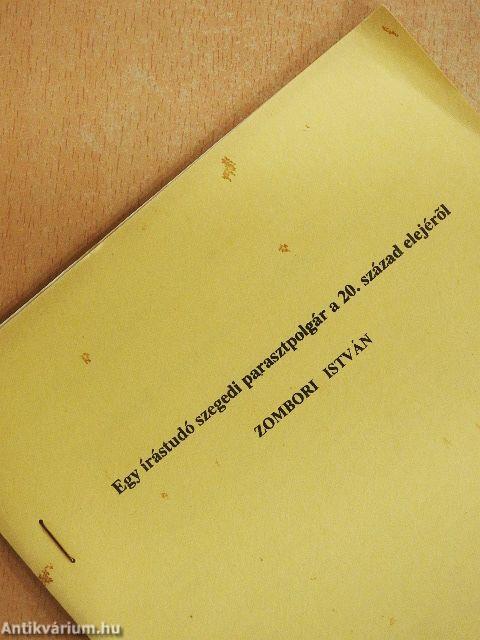 Egy írástudó szegedi parasztpolgár a 20. század elejéről
ZOMBORI ISTVÁN
Antikvárium.hu